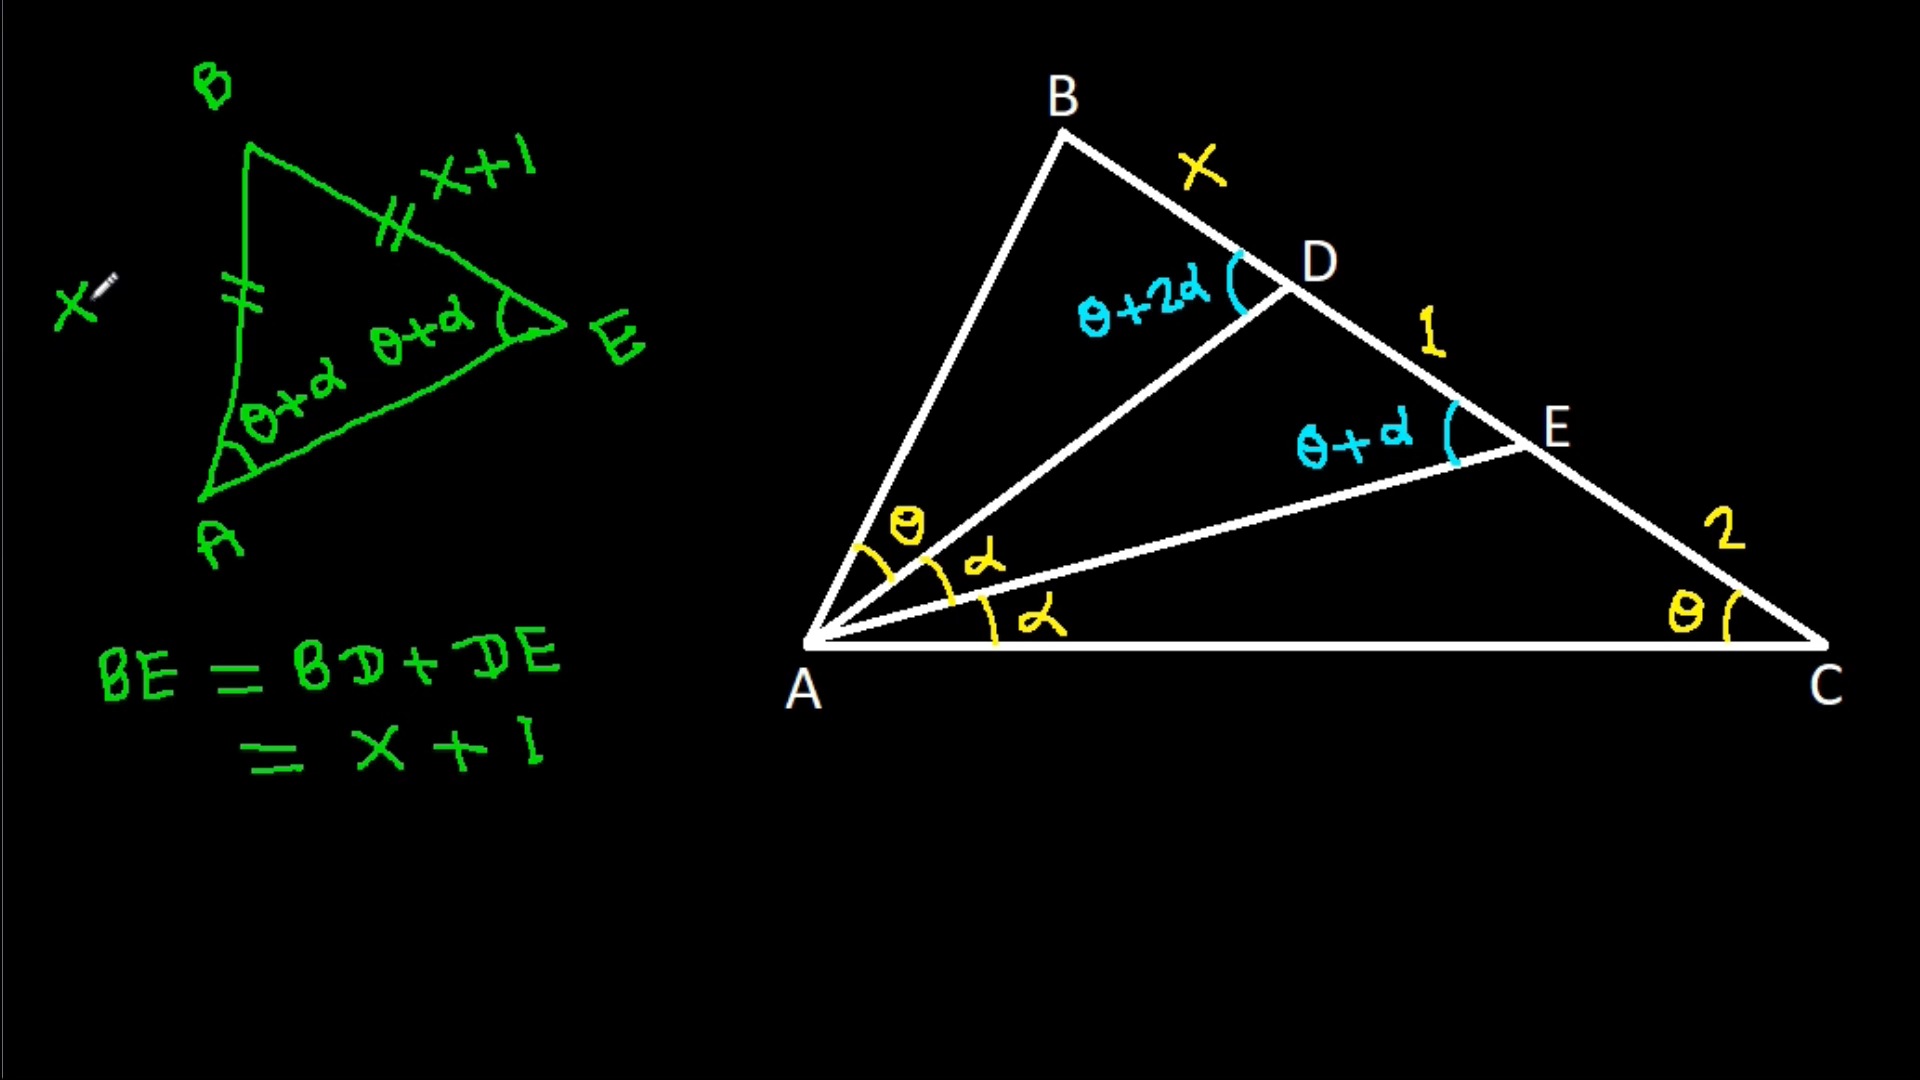 B
x+1
x
θ+α
θ+α
E
A
BE = BD + DE
= x + 1
B
x
D
θ+2α
1
E
θ+α
θ
α
2
α
θ
A
C